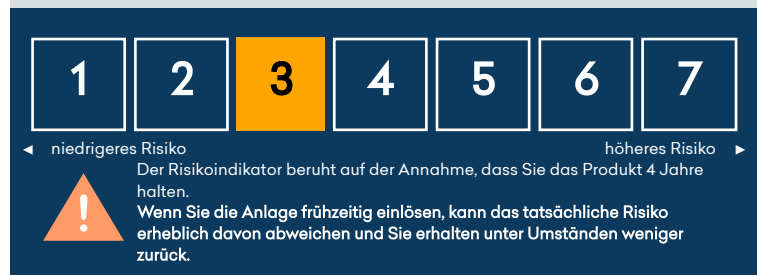 1 2 3 4 5 6 7
◄ niedrigeres Risiko höheres Risiko ►
Der Risikoindikator beruht auf der Annahme, dass Sie das Produkt 4 Jahre
halten.
Wenn Sie die Anlage frühzeitig einlösen, kann das tatsächliche Risiko
erheblich davon abweichen und Sie erhalten unter Umständen weniger
zurück.
!